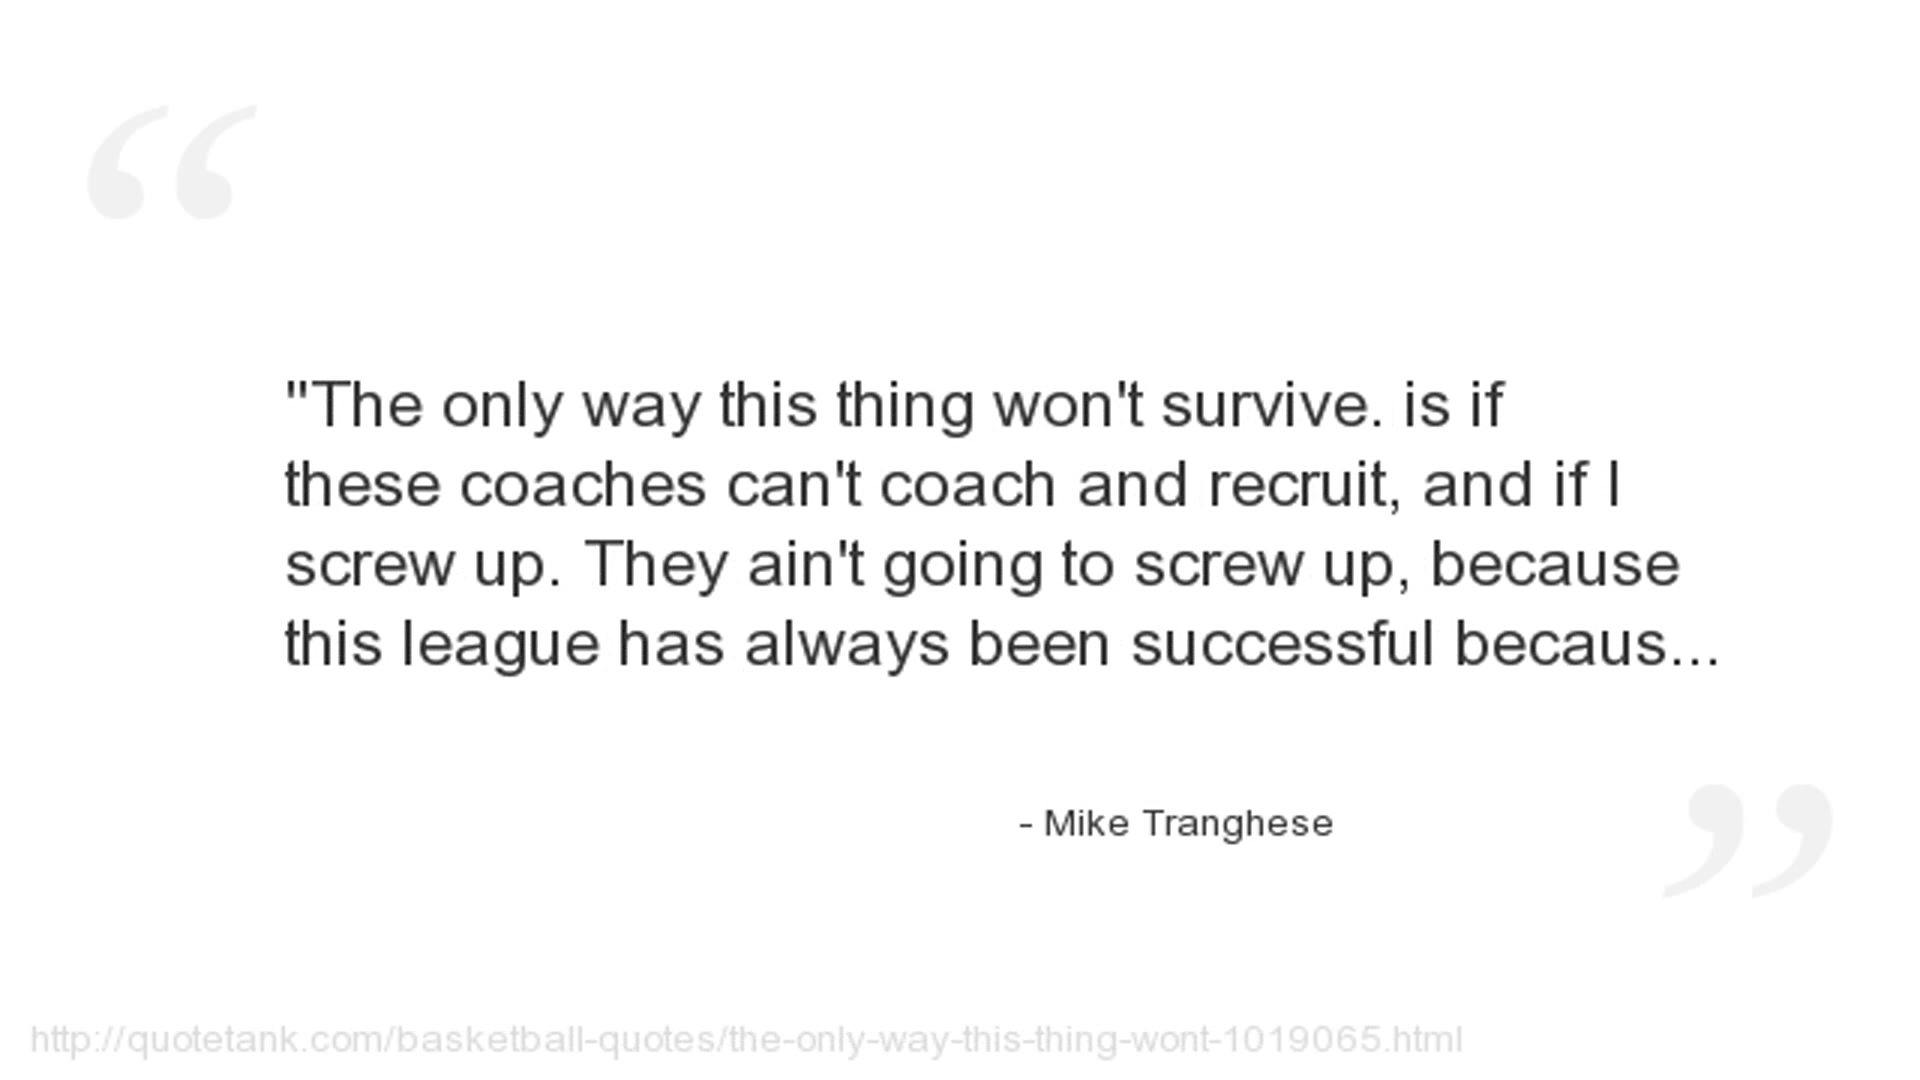 "The only way this thing won't survive. is if
these coaches can't coach and recruit, and if I
screw up. They ain't going to screw up, because
this league has always been successful becaus...
- Mike Tranghese
http://quotetank.com/basketball-quotes/the-only-way-this-thing-wont-1019065.html